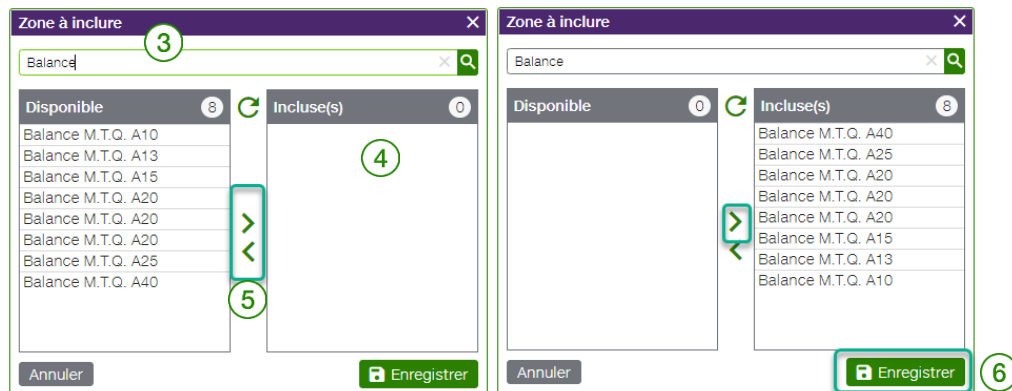 Zone à inclure
3
Balance
Disponible 8
Incluse(s) 0
Balance M.T.Q. A10
Balance M.T.Q. A13
Balance M.T.Q. A15
Balance M.T.Q. A20
Balance M.T.Q. A20
Balance M.T.Q. A20
Balance M.T.Q. A25
Balance M.T.Q. A40
4
5
Annuler
Enregistrer
Zone à inclure
Balance
Disponible 0
Incluse(s) 8
Balance M.T.Q. A40
Balance M.T.Q. A25
Balance M.T.Q. A20
Balance M.T.Q. A20
Balance M.T.Q. A20
Balance M.T.Q. A15
Balance M.T.Q. A13
Balance M.T.Q. A10
Annuler
Enregistrer
6